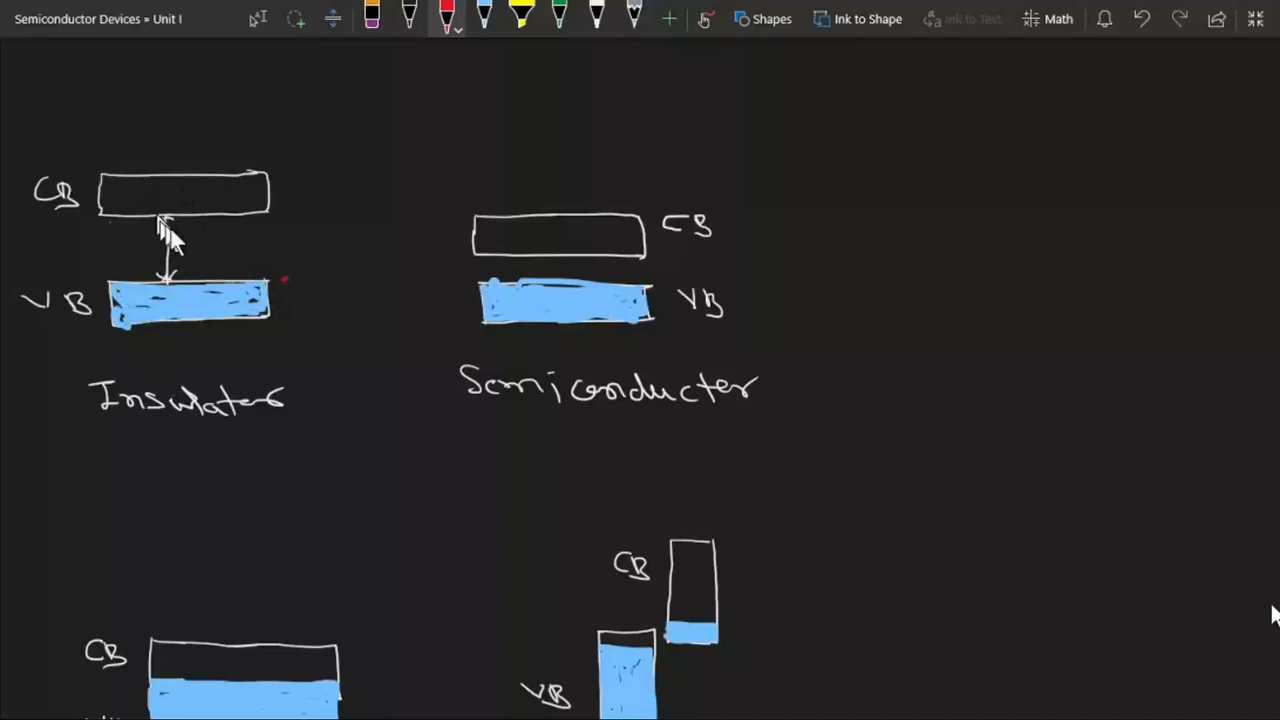 Semiconductor Devices » Unit I
Shapes
Ink to Shape
Ink to Text
Math
CB
CB
VB
VB
Insulator
Semiconducter
CB
CB
VB